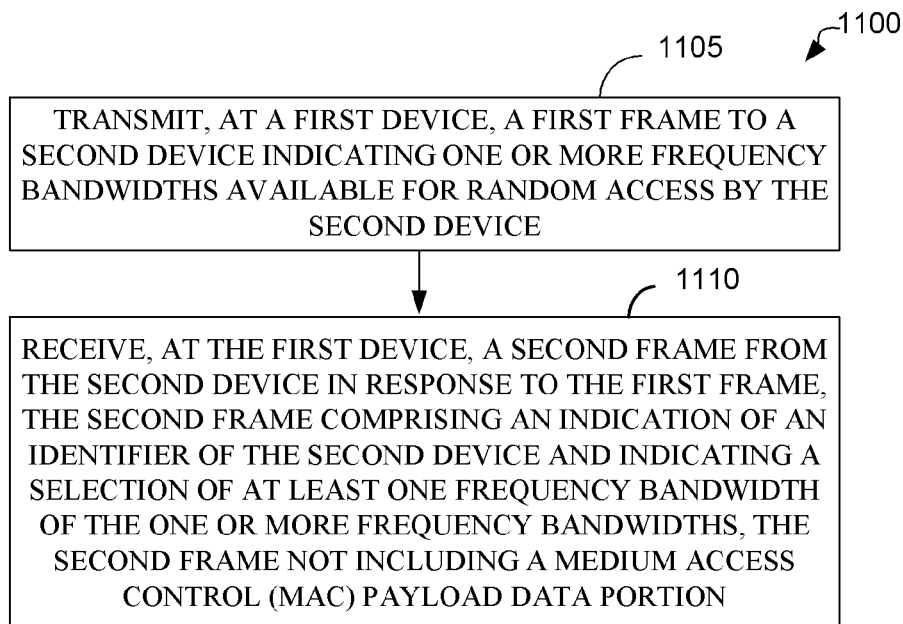 1100
1105
TRANSMIT, AT A FIRST DEVICE, A FIRST FRAME TO A
SECOND DEVICE INDICATING ONE OR MORE FREQUENCY
BANDWIDTHS AVAILABLE FOR RANDOM ACCESS BY THE
SECOND DEVICE
1110
RECEIVE, AT THE FIRST DEVICE, A SECOND FRAME FROM
THE SECOND DEVICE IN RESPONSE TO THE FIRST FRAME,
THE SECOND FRAME COMPRISING AN INDICATION OF AN
IDENTIFIER OF THE SECOND DEVICE AND INDICATING A
SELECTION OF AT LEAST ONE FREQUENCY BANDWIDTH
OF THE ONE OR MORE FREQUENCY BANDWIDTHS, THE
SECOND FRAME NOT INCLUDING A MEDIUM ACCESS
CONTROL (MAC) PAYLOAD DATA PORTION